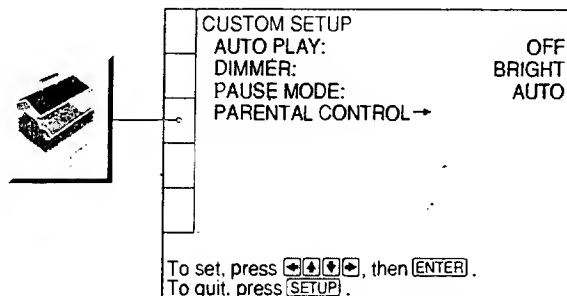 CUSTOM SETUP
AUTO PLAY: OFF
DIMMER: BRIGHT
PAUSE MODE: AUTO
PARENTAL CONTROL→
To set, press ←↑↓→, then ENTER.
To quit, press SETUP.